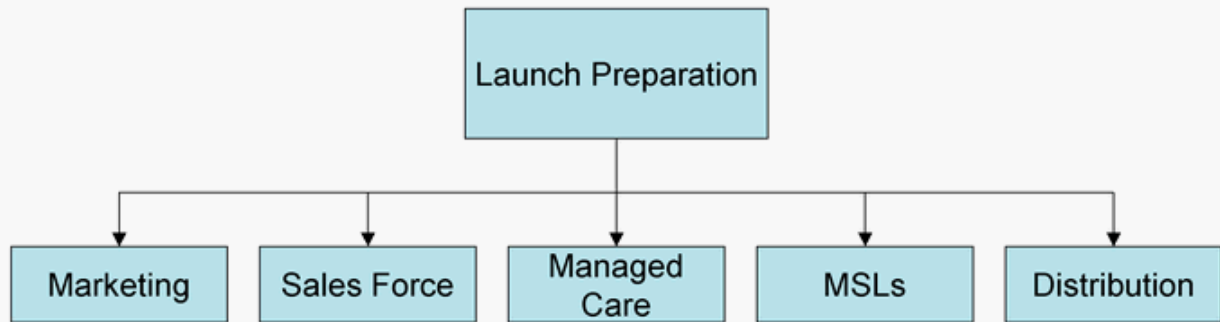 Launch Preparation
Marketing
Sales Force
Managed
Care
MSLs
Distribution